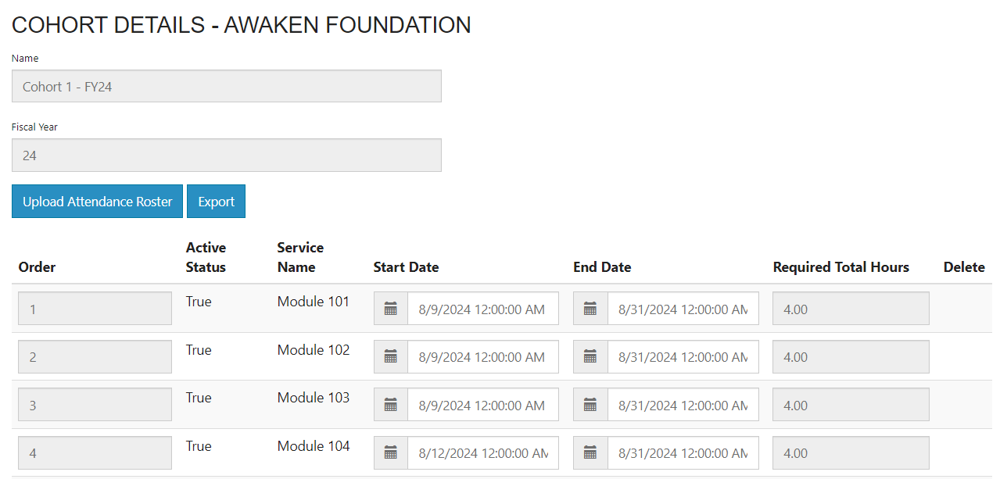 COHORT DETAILS - AWAKEN FOUNDATION
Name
Cohort 1 - FY24
Fiscal Year
24
Upload Attendance Roster Export
Order Active Status Service Name Start Date End Date Required Total Hours Delete
1 True Module 101 8/9/2024 12:00:00 AM 8/31/2024 12:00:00 AM 4.00
2 True Module 102 8/9/2024 12:00:00 AM 8/31/2024 12:00:00 AM 4.00
3 True Module 103 8/9/2024 12:00:00 AM 8/31/2024 12:00:00 AM 4.00
4 True Module 104 8/12/2024 12:00:00 AM 8/31/2024 12:00:00 AM 4.00